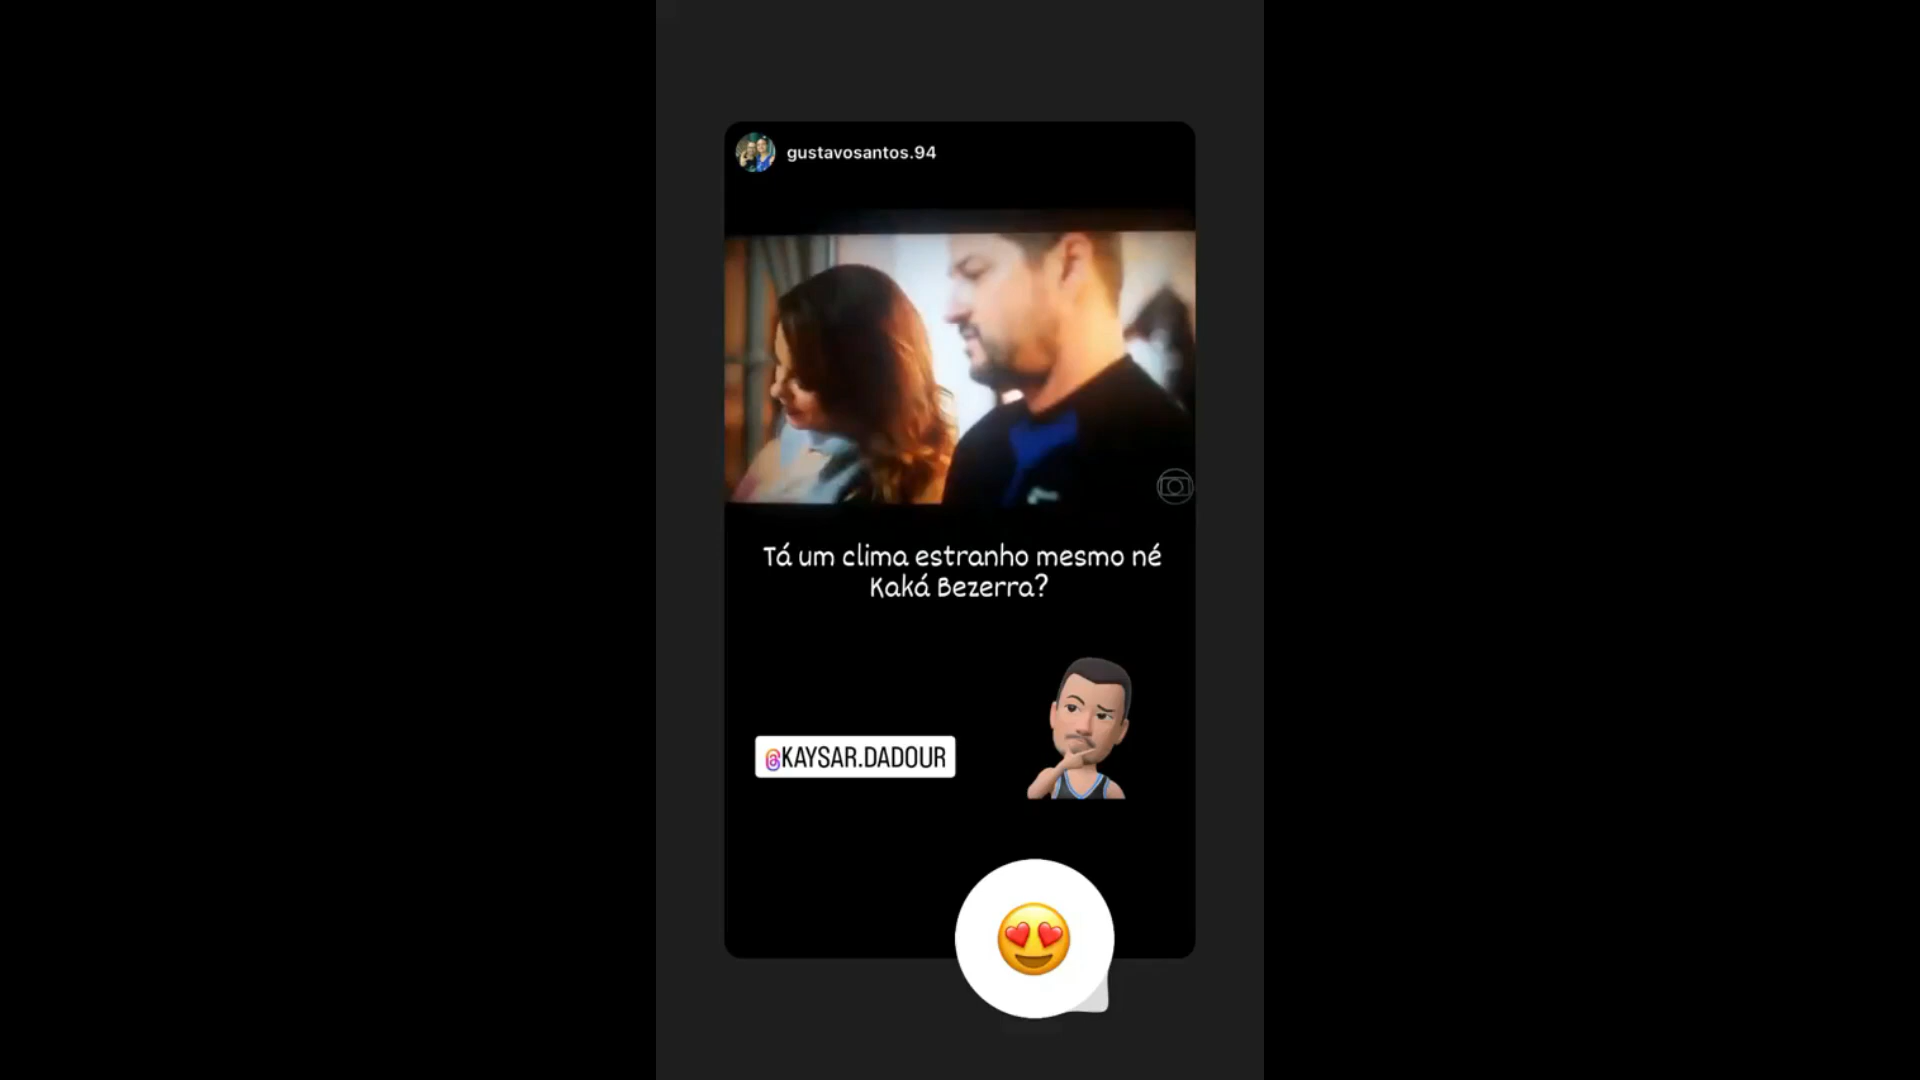 gustavosantos.94
Tá um clima estranho mesmo né
Kaká Bezerra?
@KAYSAR.DADOUR